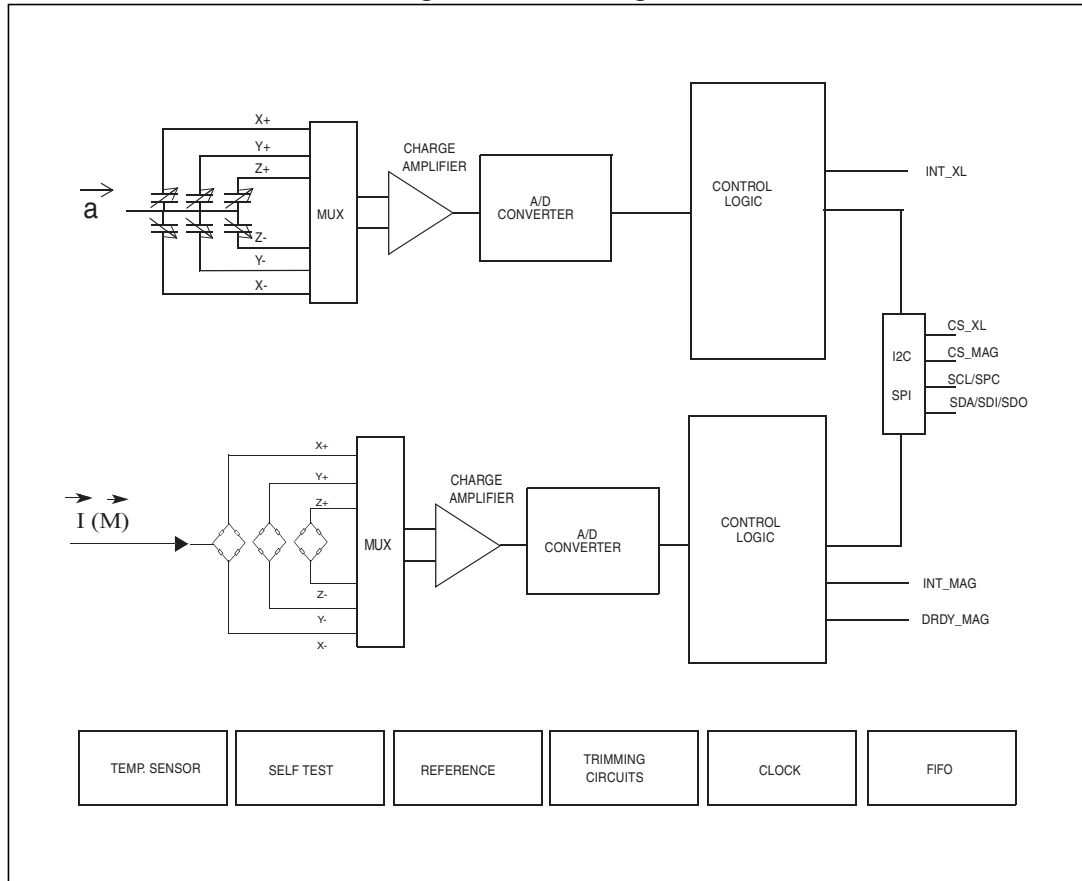 X+
Y+
Z+
a
Z-
Y-
X-
MUX
CHARGE
AMPLIFIER
A/D
CONVERTER
CONTROL
LOGIC
INT_XL
I2C
SPI
CS_XL
CS_MAG
SCL/SPC
SDA/SDI/SDO
X+
Y+
Z+
I (M)
Z-
Y-
X-
MUX
CHARGE
AMPLIFIER
A/D
CONVERTER
CONTROL
LOGIC
INT_MAG
DRDY_MAG
TEMP. SENSOR
SELF TEST
REFERENCE
TRIMMING
CIRCUITS
CLOCK
FIFO